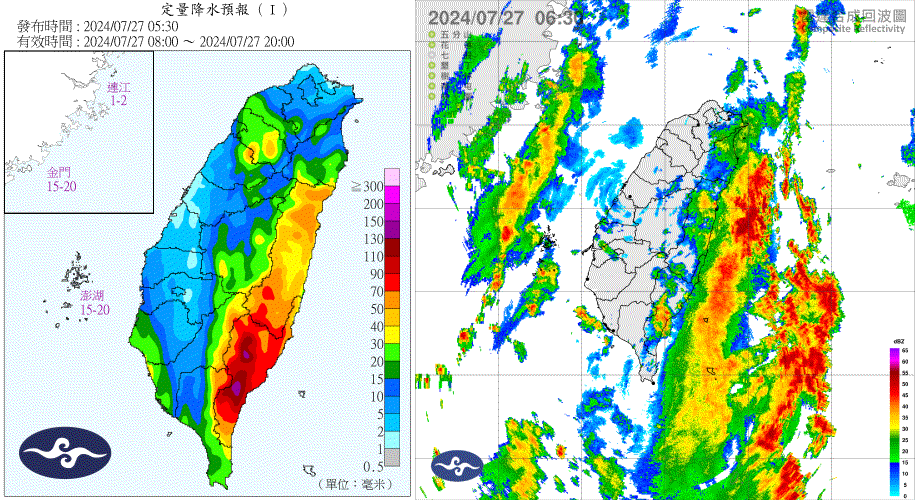 定量降水預報 ( I )
發布時間 : 2024/07/27 05:30
有效時間 : 2024/07/27 08:00 ～ 2024/07/27 20:00
連江
1-2
金門
15-20
澎湖
15-20
≧300
200
150
130
110
90
70
50
40
30
20
15
10
5
2
1
0.5
(單位：毫米)
2024/07/27 06:30
合成回波圖
Composite Reflectivity
五分山
花
七
墾
樹
dBZ
65
60
55
50
45
40
35
30
25
20
15
10
5